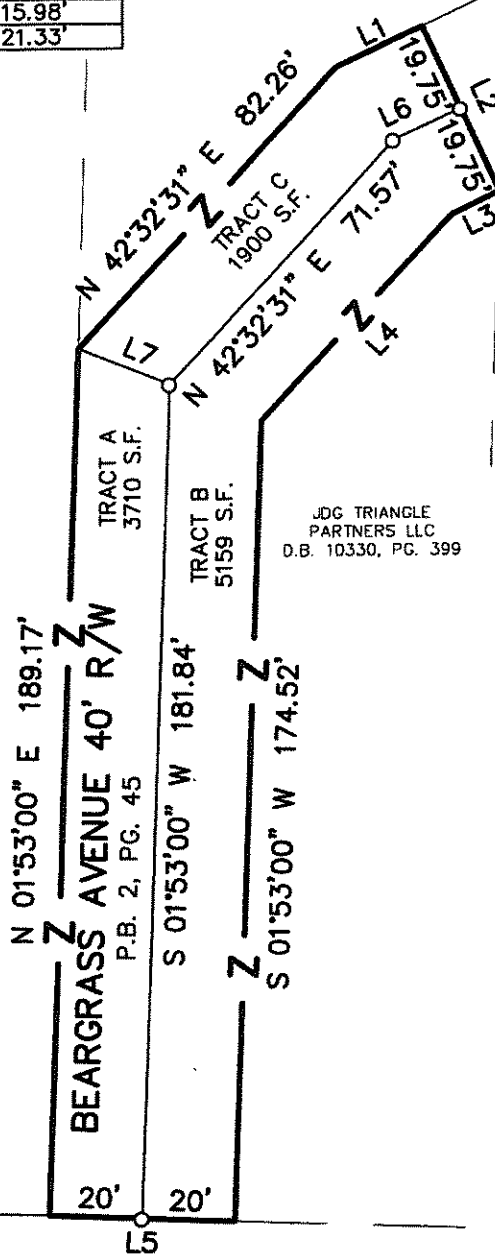 15.98'
21.33'
L1
N 42°32'31" E 82.26'
19.75'
L2
L6
19.75'
L3
TRACT C
1900 S.F.
N 42°32'31" E 71.57'
Z
Z
L4
L7
TRACT A
3710 S.F.
TRACT B
5159 S.F.
JDG TRIANGLE
PARTNERS LLC
D.B. 10330, PG. 399
N 01°53'00" E 189.17'
Z
Z
BEARGRASS AVENUE 40' R/W
P.B. 2, PG. 45
S 01°53'00" W 181.84'
Z
Z
S 01°53'00" W 174.52'
20'
20'
L5